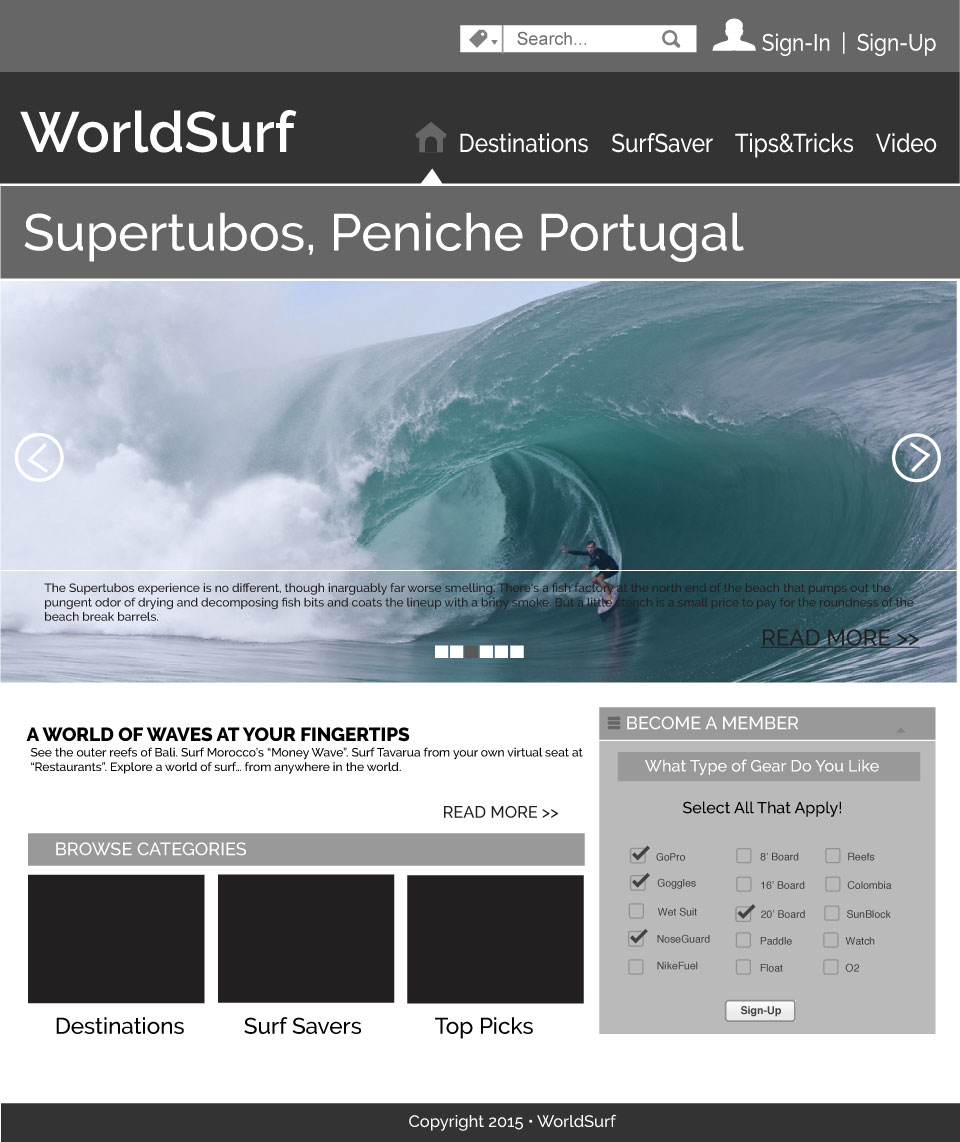 Search...
Sign-In | Sign-Up
WorldSurf
Destinations SurfSaver Tips&Tricks Video
Supertubos, Peniche Portugal
The Supertubos experience is no different, though inarguably far worse smelling. There's a fish factory at the north end of the beach that pumps out the
pungent odor of drying and decomposing fish bits and coats the lineup with a briny smoke. But a little stench is a small price to pay for the roundness of the
beach break barrels.
READ MORE >>
A WORLD OF WAVES AT YOUR FINGERTIPS
See the outer reefs of Bali. Surf Morocco's “Money Wave”. Surf Tavarua from your own virtual seat at
“Restaurants”. Explore a world of surf... from anywhere in the world.
READ MORE >>
BROWSE CATEGORIES
Destinations Surf Savers Top Picks
BECOME A MEMBER
What Type of Gear Do You Like
Select All That Apply!
GoPro 8' Board Reefs
Goggles 16' Board Colombia
Wet Suit 20' Board SunBlock
NoseGuard Paddle Watch
NikeFuel Float O2
Sign-Up
Copyright 2015 • WorldSurf